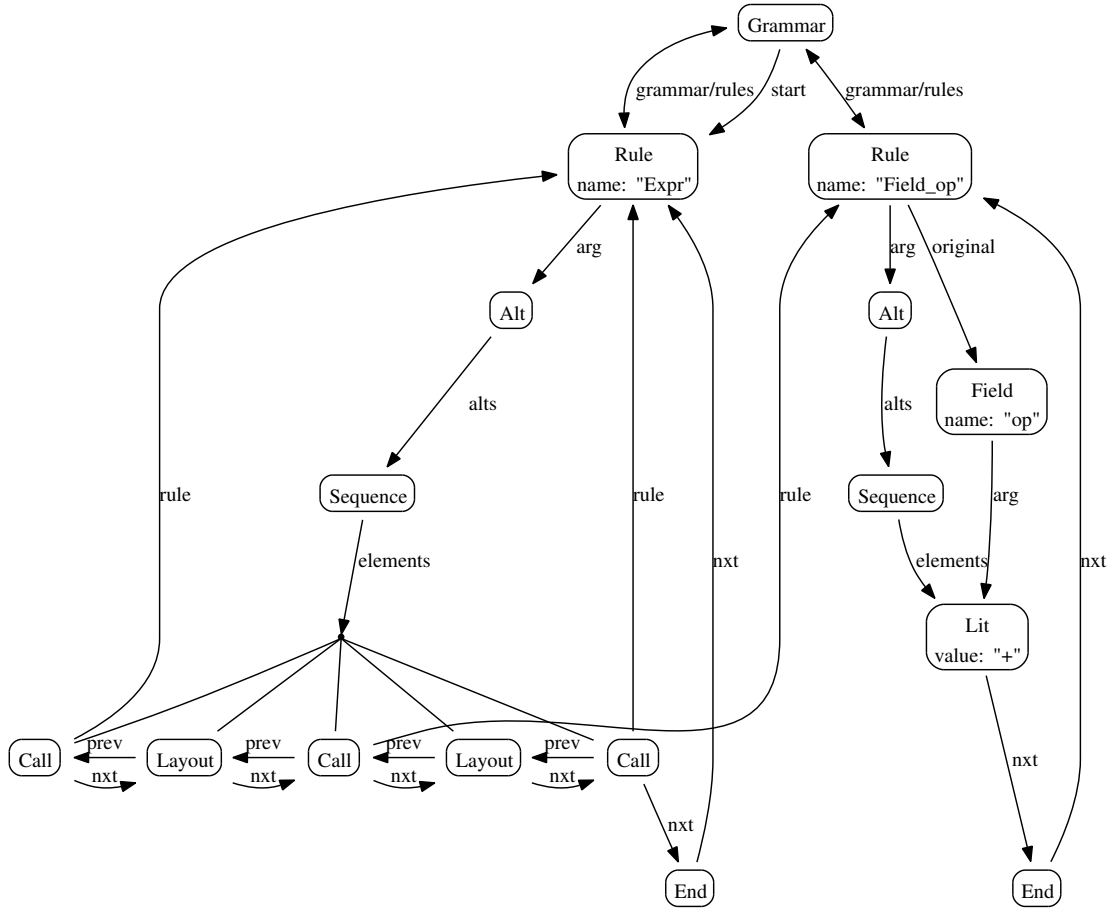 Grammar
grammar/rules start grammar/rules
Rule
name: "Expr"
Rule
name: "Field_op"
arg arg original
Alt Alt
Field
name: "op"
alts alts
rule Sequence rule rule Sequence arg
elements nxt elements nxt
Lit
value: "+"
prev prev prev prev
Call Layout Call Layout Call
nxt nxt nxt nxt
nxt
nxt
End End